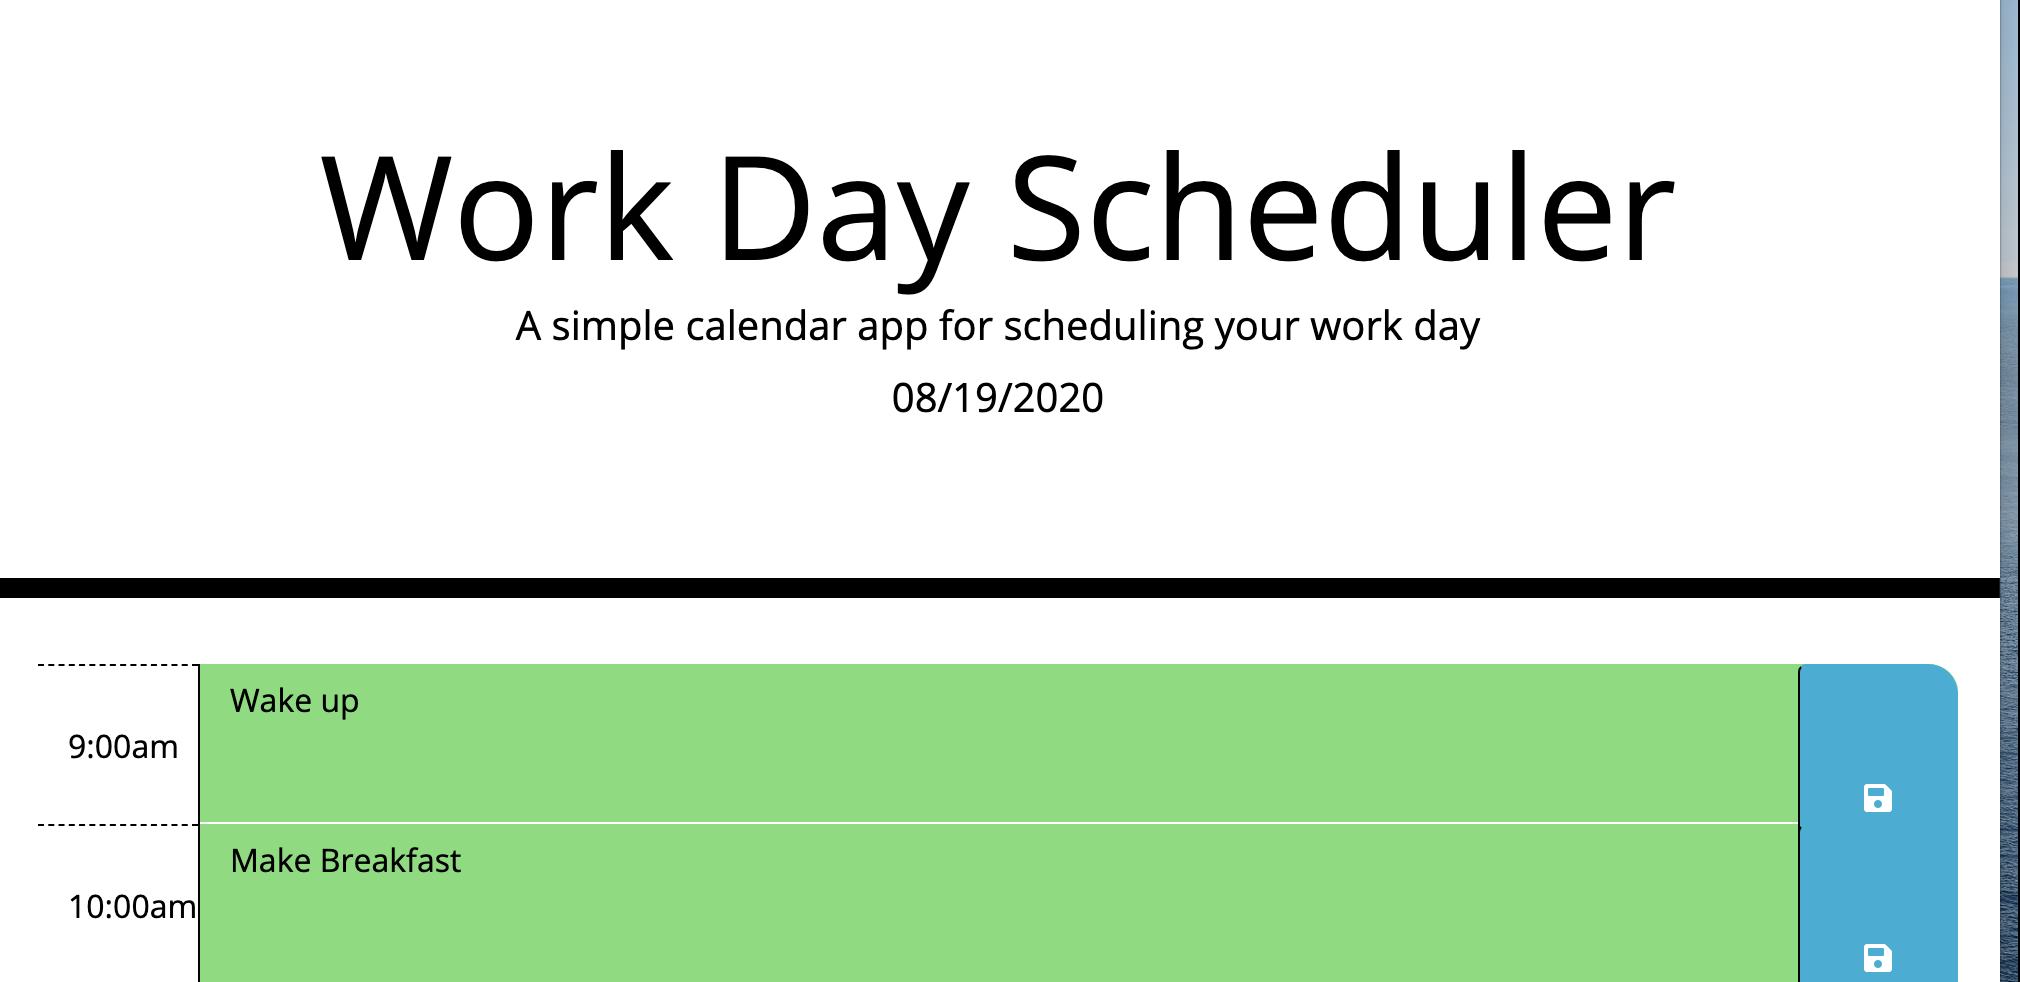 Work Day Scheduler
A simple calendar app for scheduling your work day
08/19/2020
Wake up
9:00am
Make Breakfast
10:00am